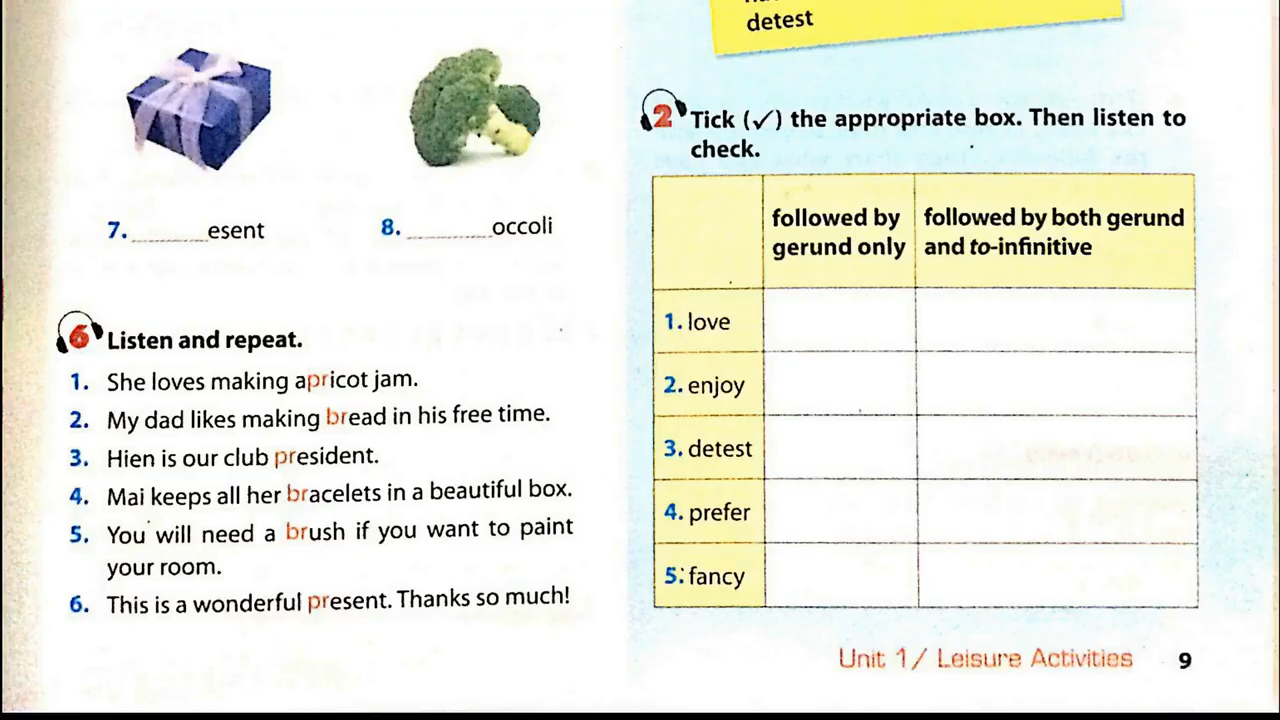 7. ______esent
8. ______occoli
6 Listen and repeat.
1. She loves making apricot jam.
2. My dad likes making bread in his free time.
3. Hien is our club president.
4. Mai keeps all her bracelets in a beautiful box.
5. You will need a brush if you want to paint
your room.
6. This is a wonderful present. Thanks so much!
detest
2 Tick (✓) the appropriate box. Then listen to
check.
followed by
gerund only
followed by both gerund
and to-infinitive
1. love
2. enjoy
3. detest
4. prefer
5. fancy
Unit 1/ Leisure Activities 9